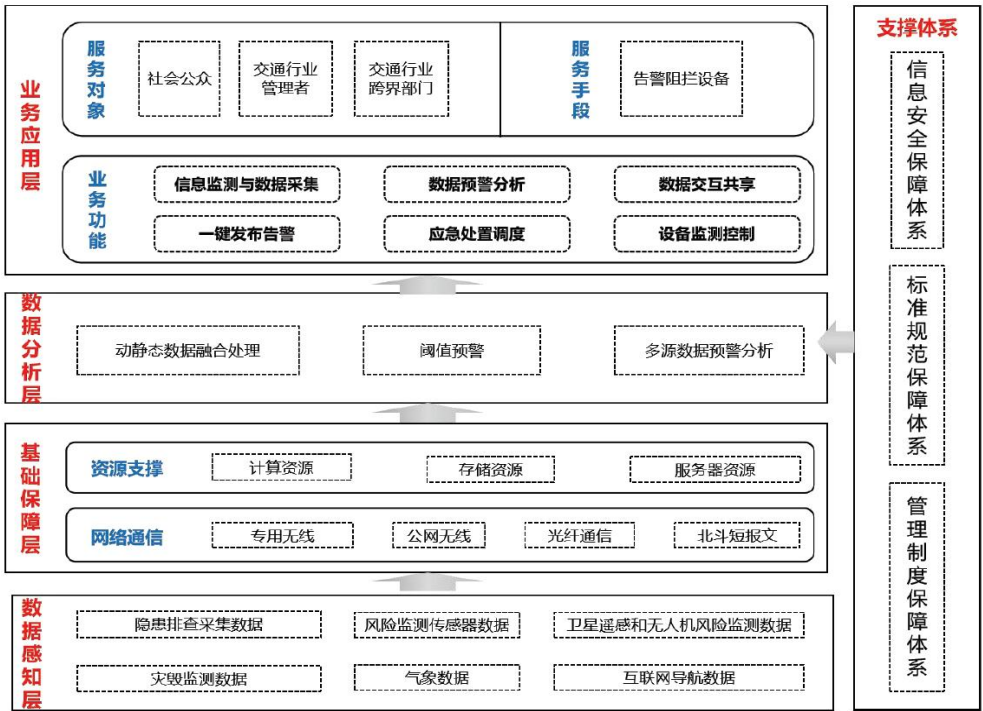 业务应用层
服务对象
社会公众
交通行业
管理者
交通行业
跨界部门
服务手段
告警阻拦设备
业务功能
信息监测与数据采集
数据预警分析
数据交互共享
一键发布告警
应急处置调度
设备监测控制
数据分析层
动静态数据融合处理
阈值预警
多源数据预警分析
基础保障层
资源支撑
计算资源
存储资源
服务器资源
网络通信
专用无线
公网无线
光纤通信
北斗短报文
数据感知层
隐患排查采集数据
风险监测传感器数据
卫星遥感和无人机风险监测数据
灾毁监测数据
气象数据
互联网导航数据
支撑体系
信息安全保障体系
标准规范保障体系
管理制度保障体系